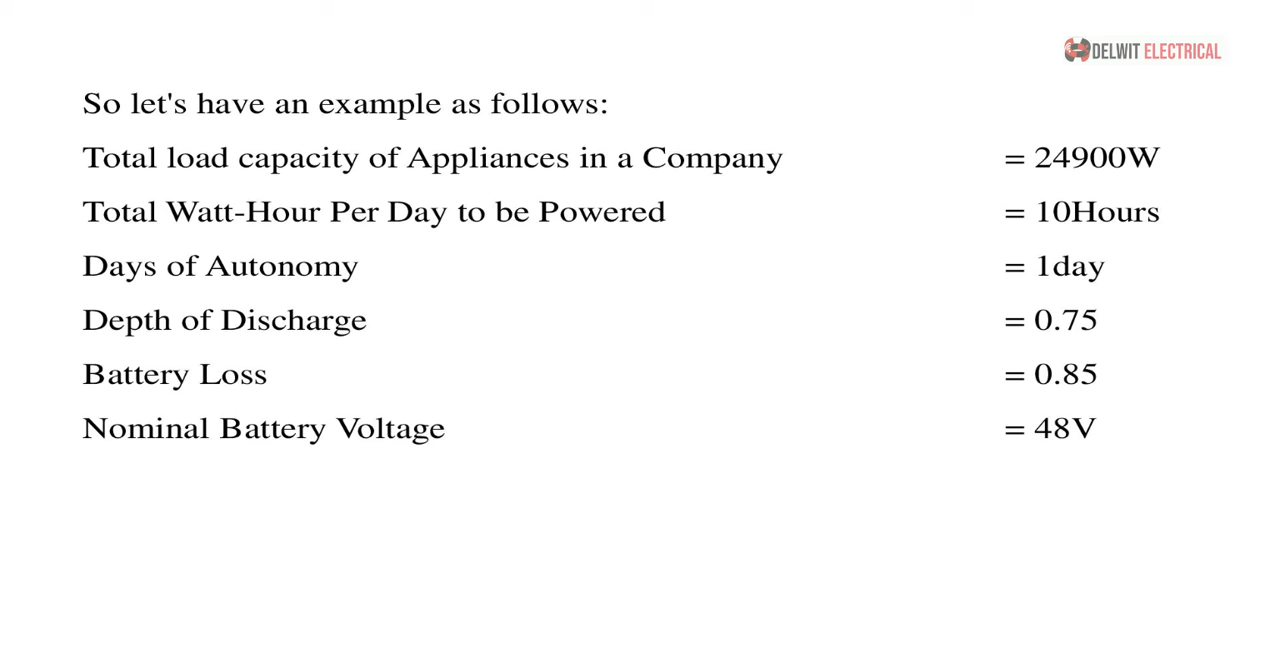 DELWIT ELECTRICAL
So let's have an example as follows:
Total load capacity of Appliances in a Company = 24900W
Total Watt-Hour Per Day to be Powered = 10Hours
Days of Autonomy = 1day
Depth of Discharge = 0.75
Battery Loss = 0.85
Nominal Battery Voltage = 48V